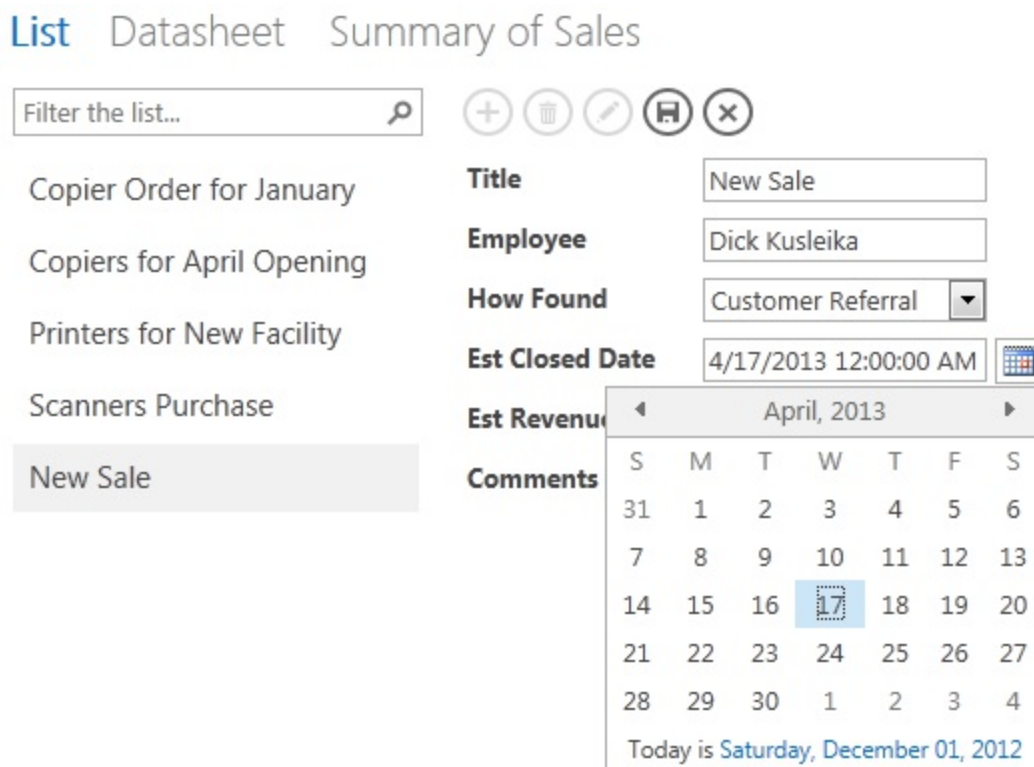 List Datasheet Summary of Sales
Filter the list...
Copier Order for January
Copiers for April Opening
Printers for New Facility
Scanners Purchase
New Sale
Title New Sale
Employee Dick Kusleika
How Found Customer Referral
Est Closed Date 4/17/2013 12:00:00 AM
Est Revenu
Comments
April, 2013
S M T W T F S
31 1 2 3 4 5 6
7 8 9 10 11 12 13
14 15 16 17 18 19 20
21 22 23 24 25 26 27
28 29 30 1 2 3 4
Today is Saturday, December 01, 2012